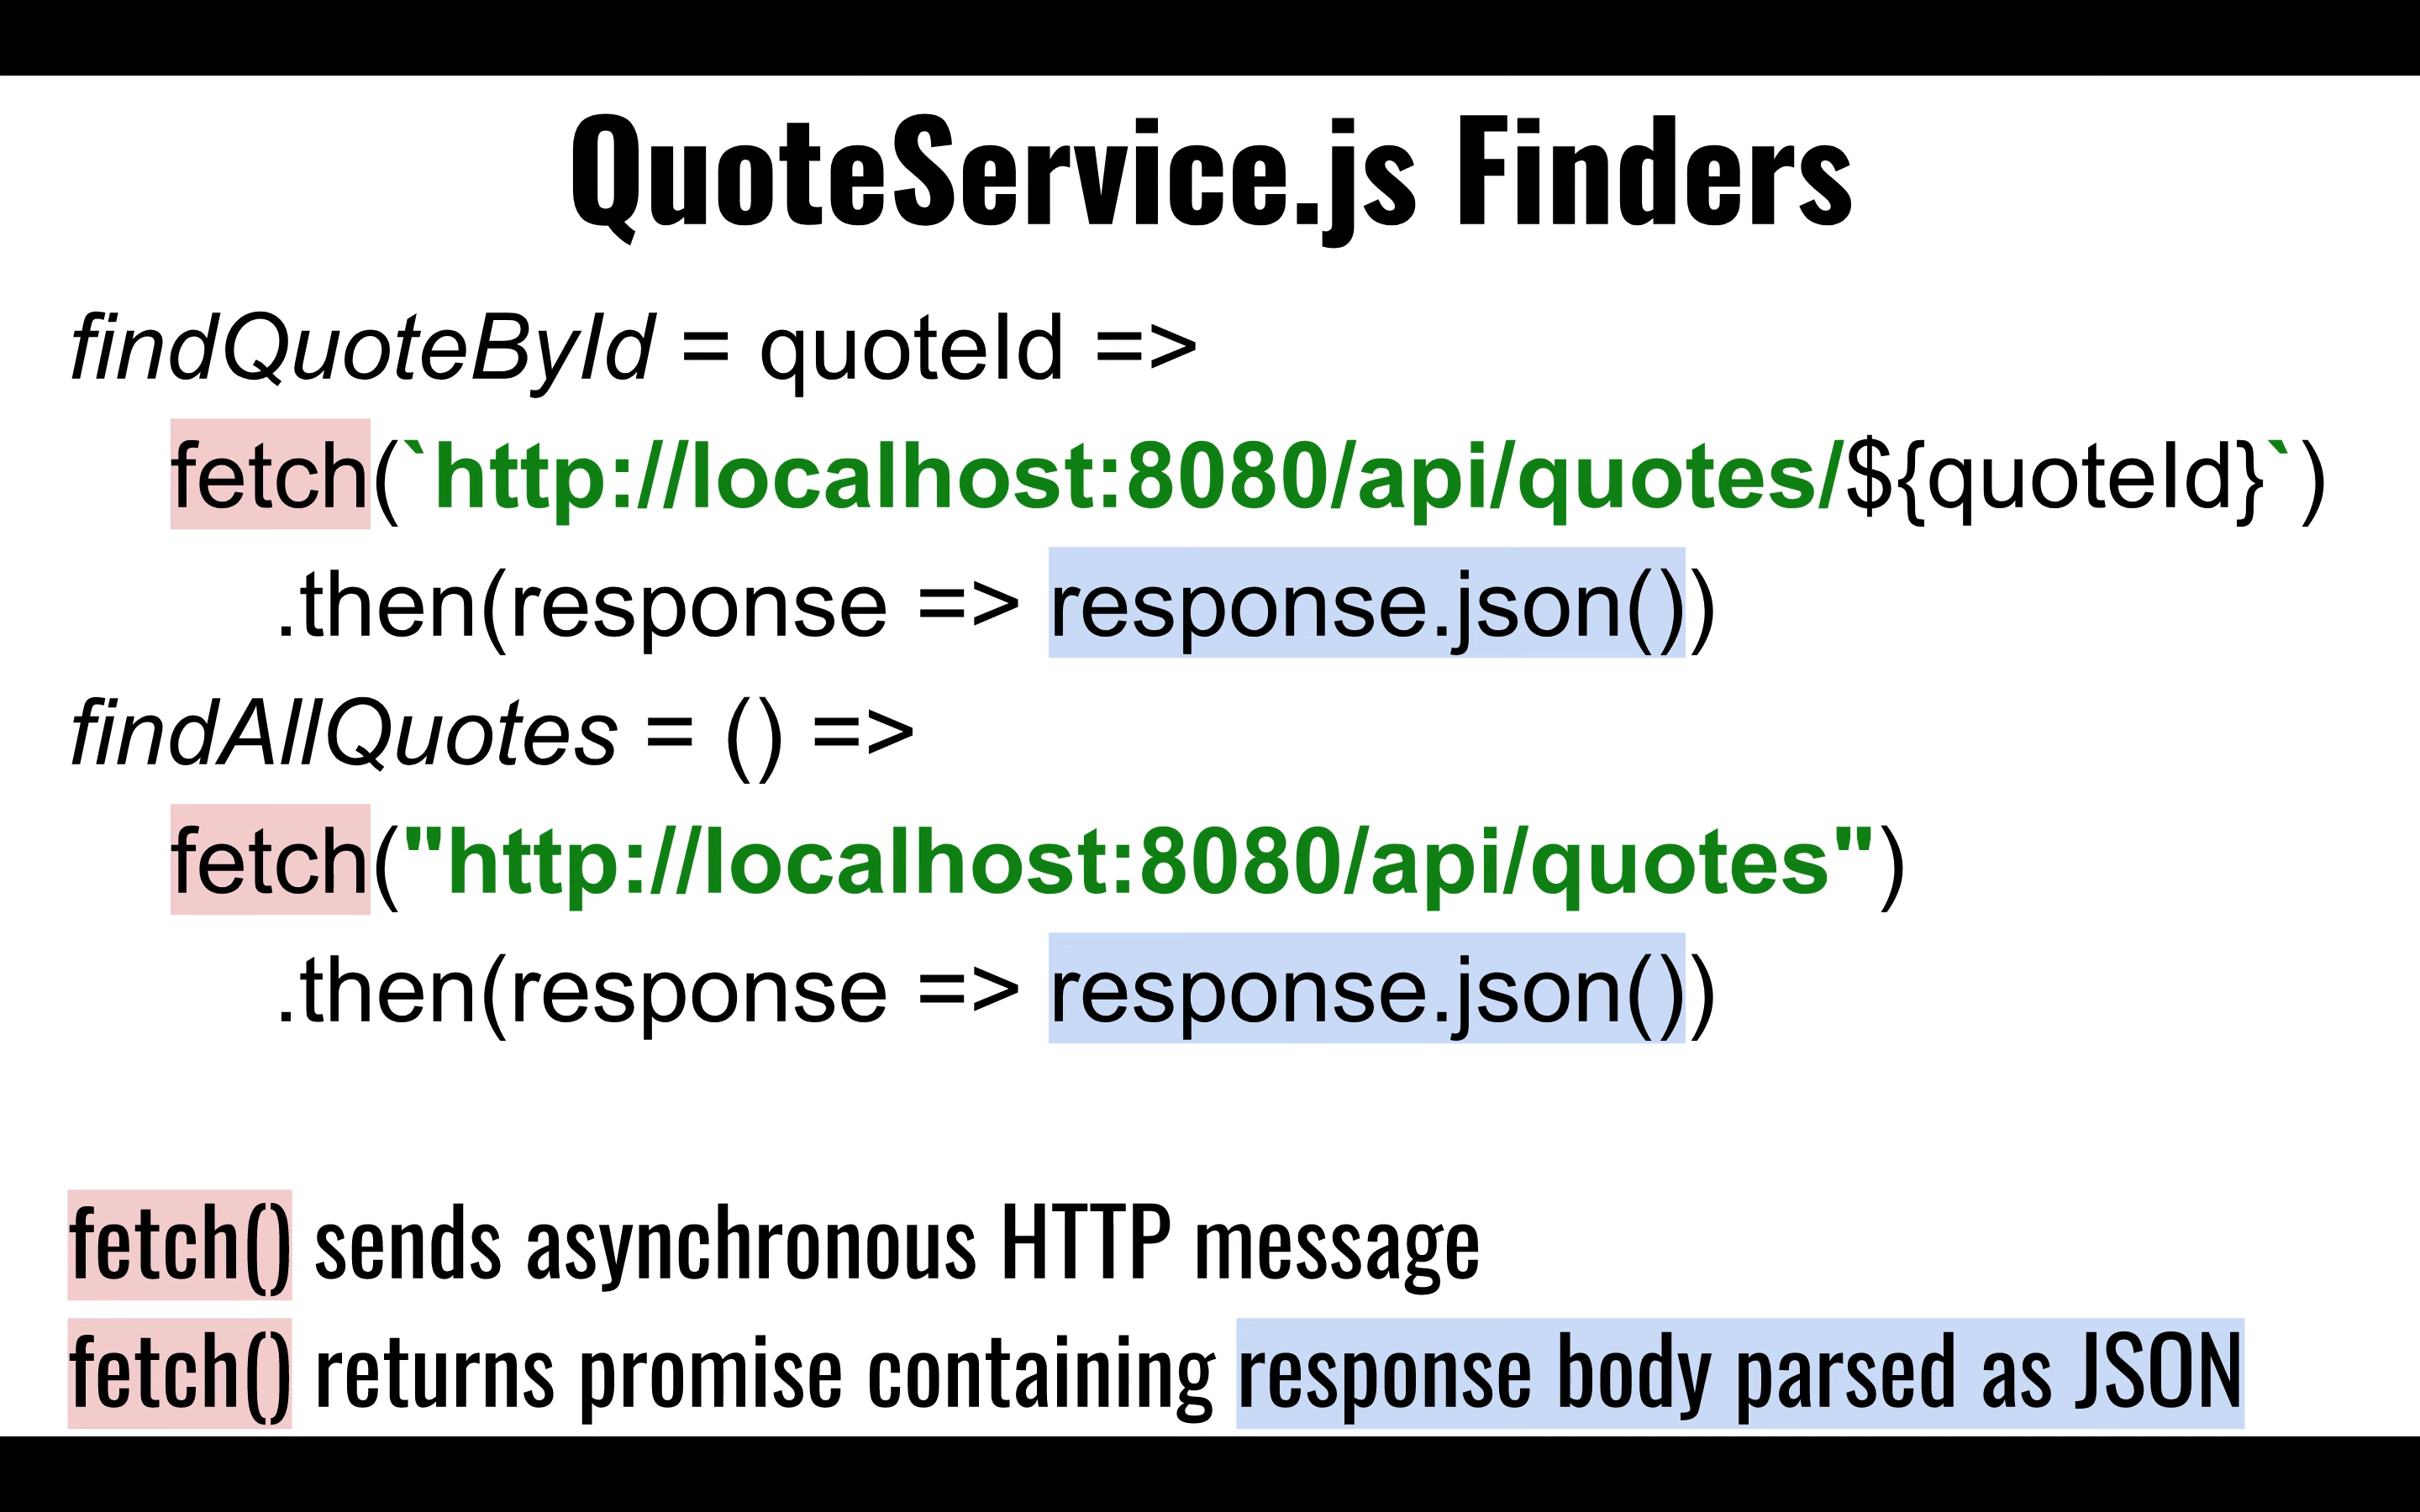 QuoteService.js Finders
findQuoteById = quoteId =>
fetch(`http://localhost:8080/api/quotes/${quoteId}`)
.then(response => response.json())
findAllQuotes = () =>
fetch("http://localhost:8080/api/quotes")
.then(response => response.json())
fetch() sends asynchronous HTTP message
fetch() returns promise containing response body parsed as JSON